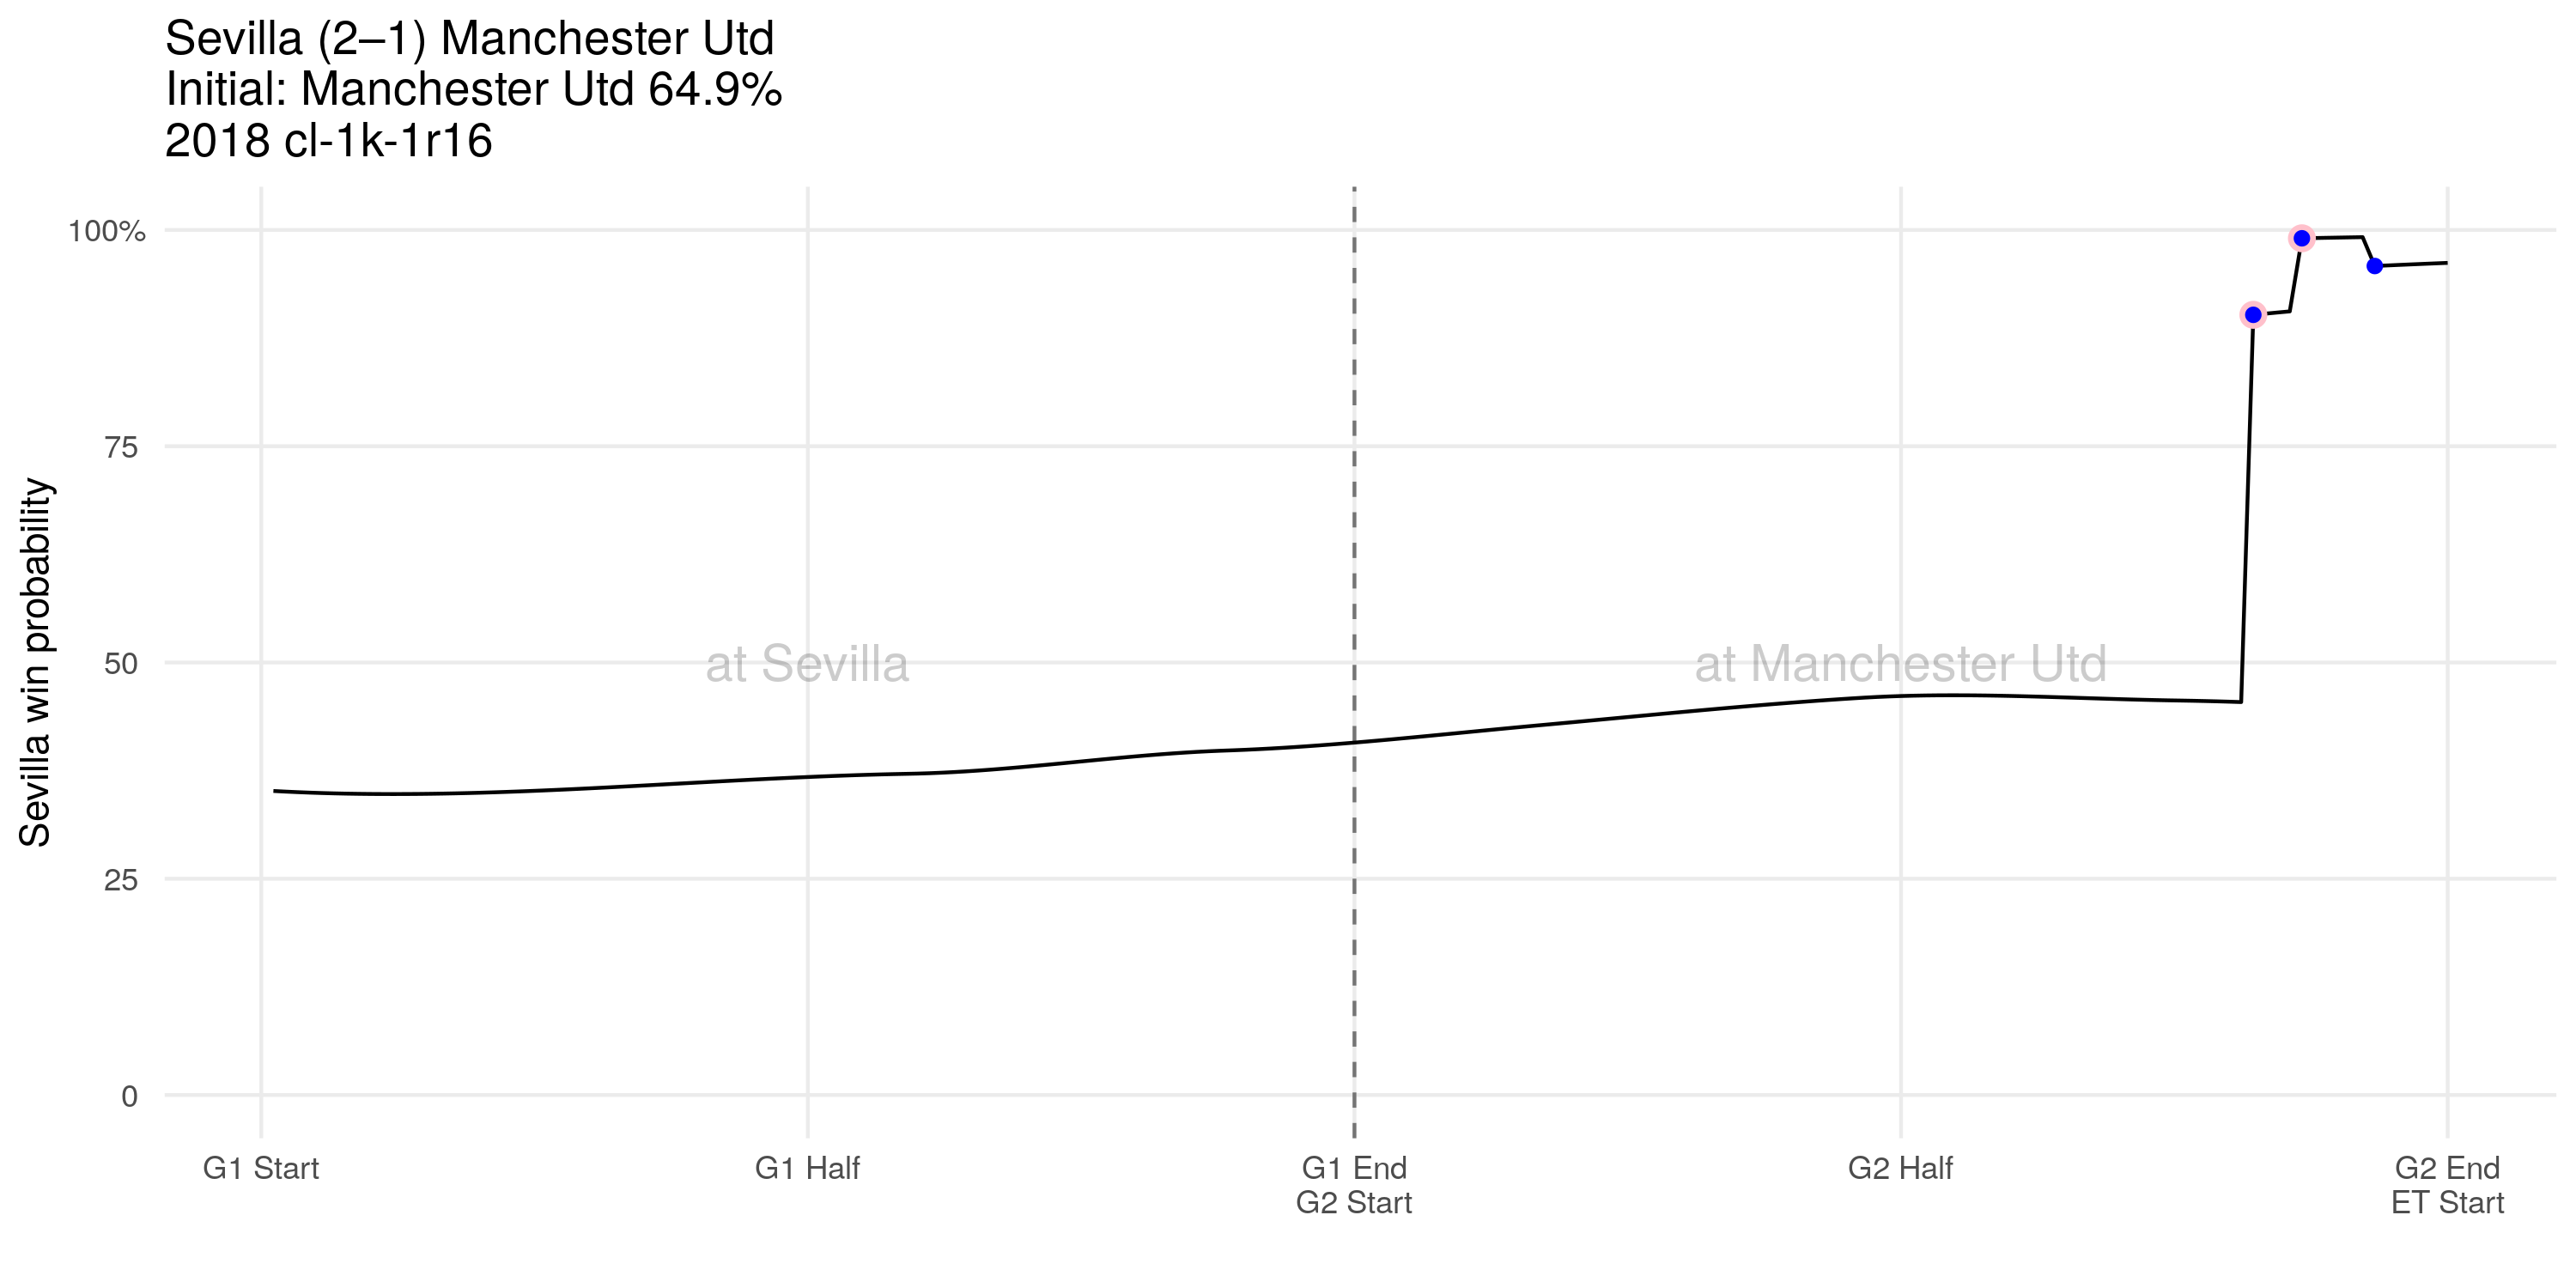 Sevilla (2–1) Manchester Utd
Initial: Manchester Utd 64.9%
2018 cl-1k-1r16
Sevilla win probability
100%
75
50
25
0
at Sevilla
at Manchester Utd
G1 Start
G1 Half
G1 End
G2 Start
G2 Half
G2 End
ET Start